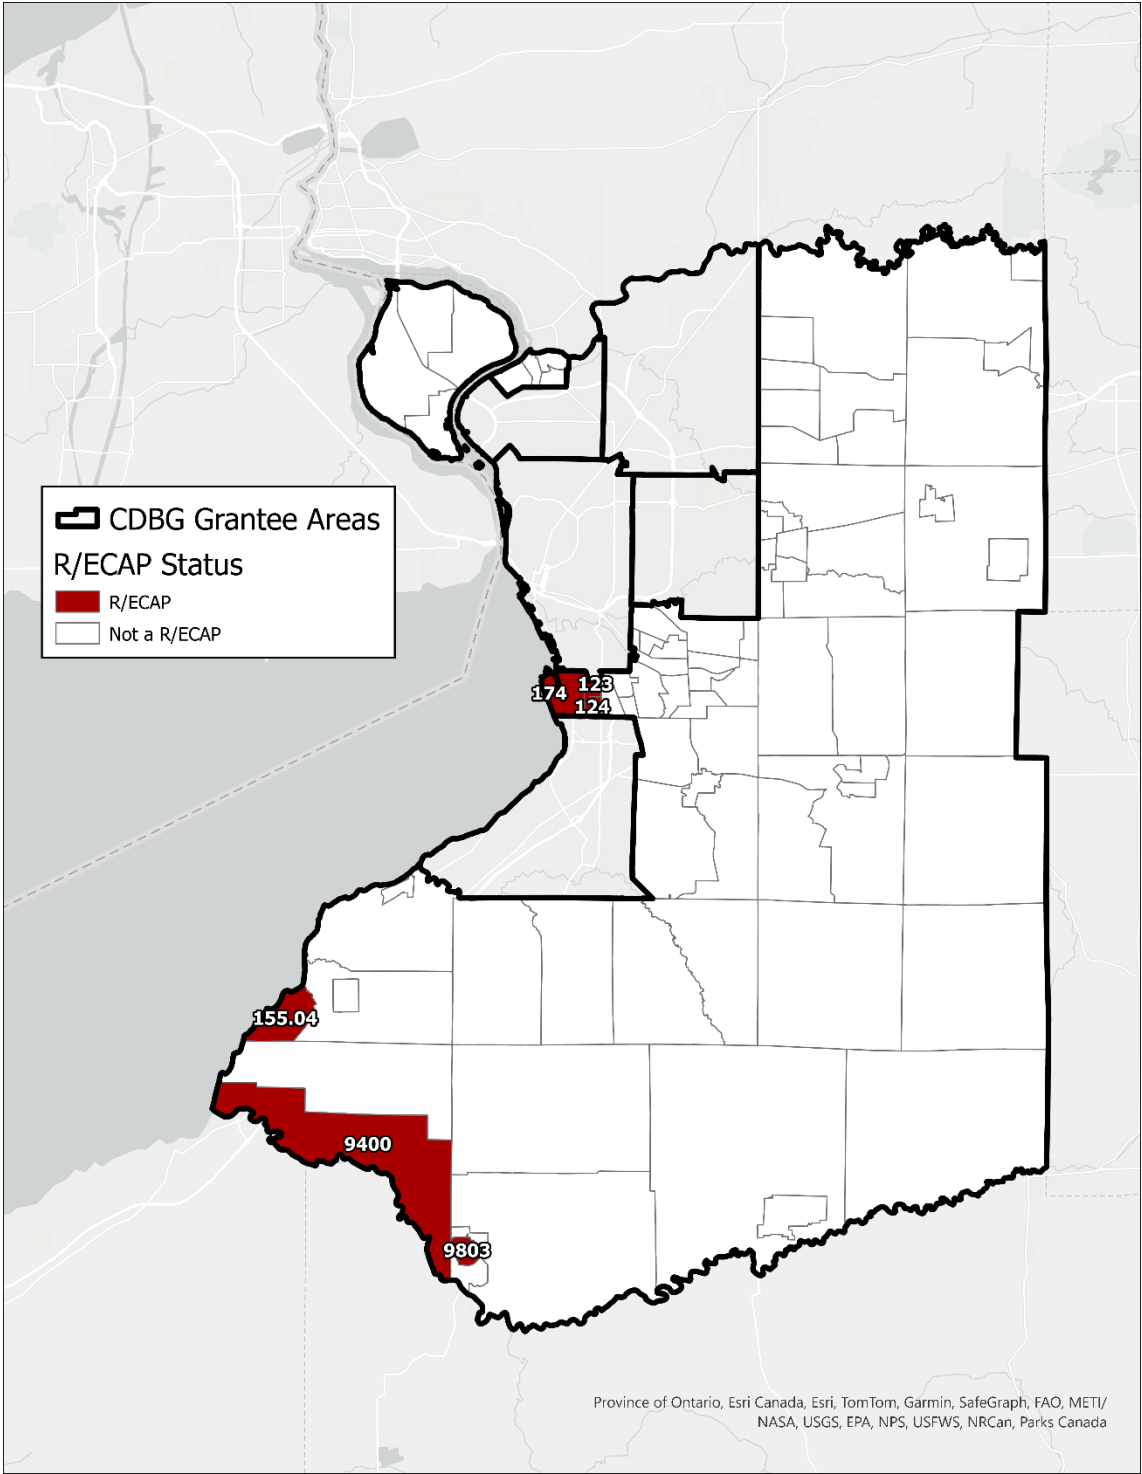 CDBG Grantee Areas
R/ECAP Status
R/ECAP
Not a R/ECAP
174
123
124
155.04
9400
9803
Province of Ontario, Esri Canada, Esri, TomTom, Garmin, SafeGraph, FAO, METI/
NASA, USGS, EPA, NPS, USFWS, NRCan, Parks Canada